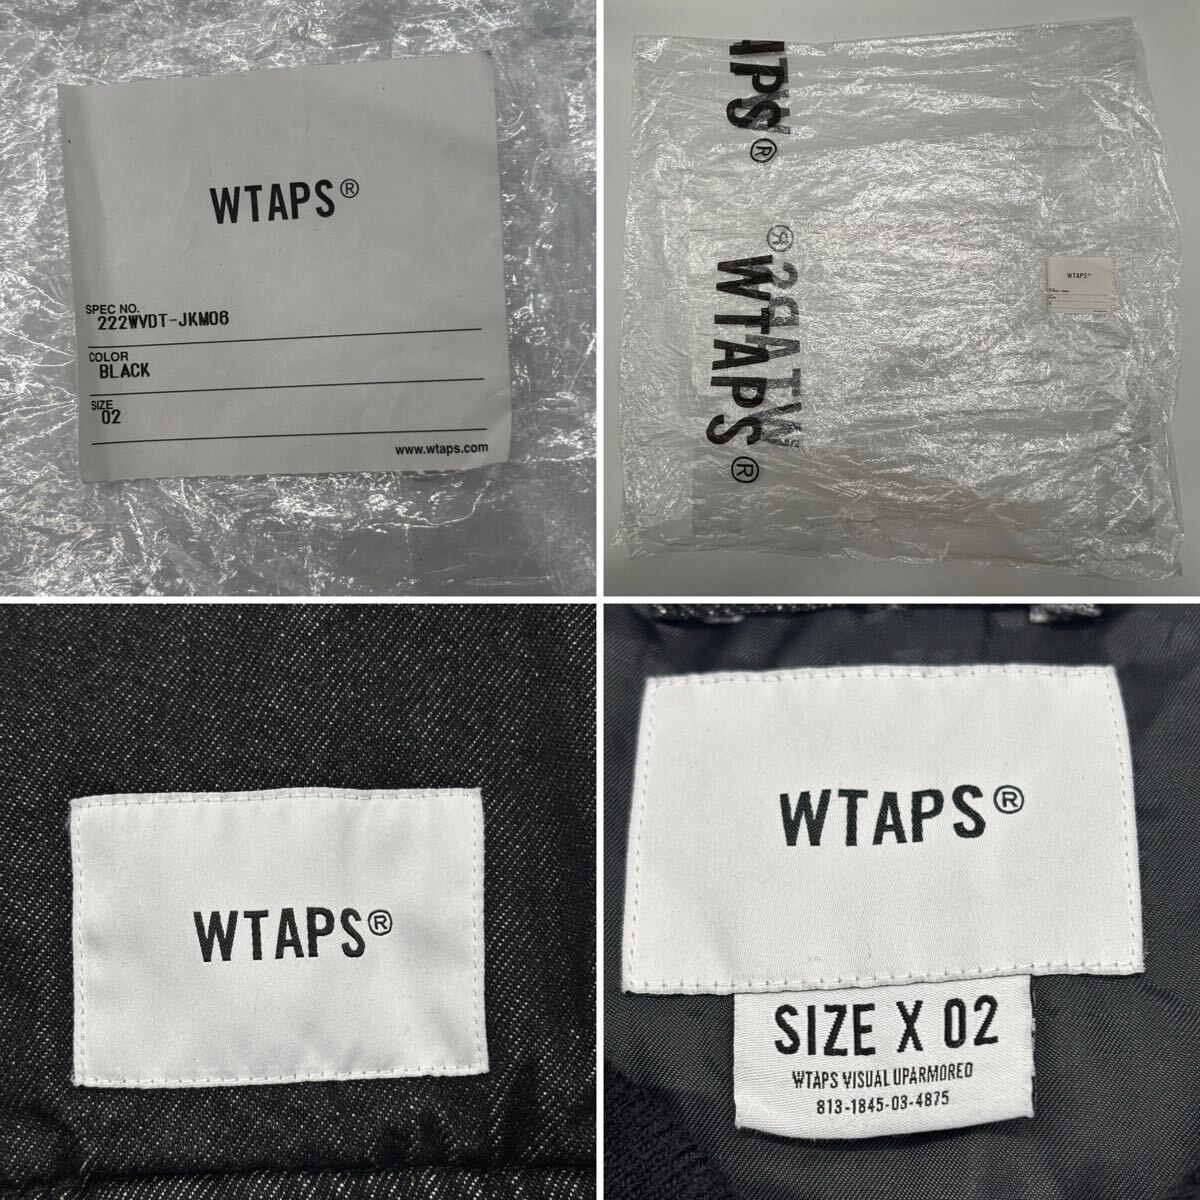 WTAPS®
SPEC NO.
222WVDT-JKM06
COLOR
BLACK
SIZE
02
www.wtaps.com
WTAPS®
WTAPS®
WTAPS®
WTAPS®
WTAPS®
WTAPS®
SIZE X 02
WTAPS VISUAL UPARMORED
813-1845-03-4875